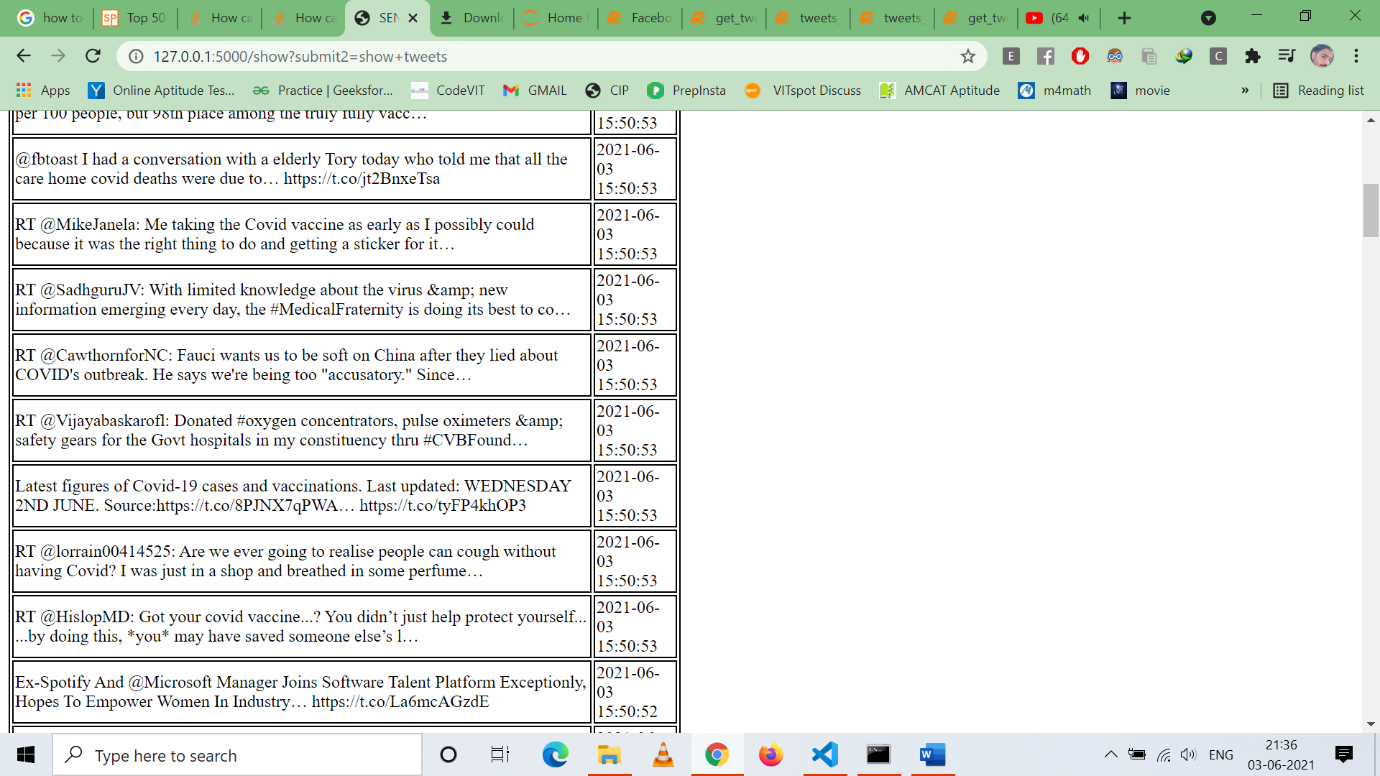 how to
Top 50
How ca
How ca
SEN
Downl
Home
Facebo
get_tw
tweets_
tweets_
get_tw
(64
127.0.0.1:5000/show?submit2=show+tweets
Apps
Online Aptitude Tes...
Practice | Geeksfor...
CodeVIT
GMAIL
CIP
PrepInsta
VITspot Discuss
AMCAT Aptitude
m4math
movie
»
Reading list
per 100 people, but 98th place among the truly fully vacc…
15:50:53
@fbtoast I had a conversation with a elderly Tory today who told me that all the
care home covid deaths were due to… https://t.co/jt2BnxeTsa
2021-06-
03
15:50:53
RT @MikeJanela: Me taking the Covid vaccine as early as I possibly could
because it was the right thing to do and getting a sticker for it…
2021-06-
03
15:50:53
RT @SadhguruJV: With limited knowledge about the virus &amp; new
information emerging every day, the #MedicalFraternity is doing its best to co…
2021-06-
03
15:50:53
RT @CawthornforNC: Fauci wants us to be soft on China after they lied about
COVID's outbreak. He says we're being too "accusatory." Since…
2021-06-
03
15:50:53
RT @Vijayabaskarofl: Donated #oxygen concentrators, pulse oximeters &amp;
safety gears for the Govt hospitals in my constituency thru #CVBFound…
2021-06-
03
15:50:53
Latest figures of Covid-19 cases and vaccinations. Last updated: WEDNESDAY
2ND JUNE. Source:https://t.co/8PJNX7qPWA… https://t.co/tyFP4khOP3
2021-06-
03
15:50:53
RT @lorrain00414525: Are we ever going to realise people can cough without
having Covid? I was just in a shop and breathed in some perfume…
2021-06-
03
15:50:53
RT @HislopMD: Got your covid vaccine...? You didn’t just help protect yourself...
...by doing this, *you* may have saved someone else’s l…
2021-06-
03
15:50:53
Ex-Spotify And @Microsoft Manager Joins Software Talent Platform Exceptionly,
Hopes To Empower Women In Industry… https://t.co/La6mcAGzdE
2021-06-
03
15:50:52
Type here to search
ENG
21:36
03-06-2021